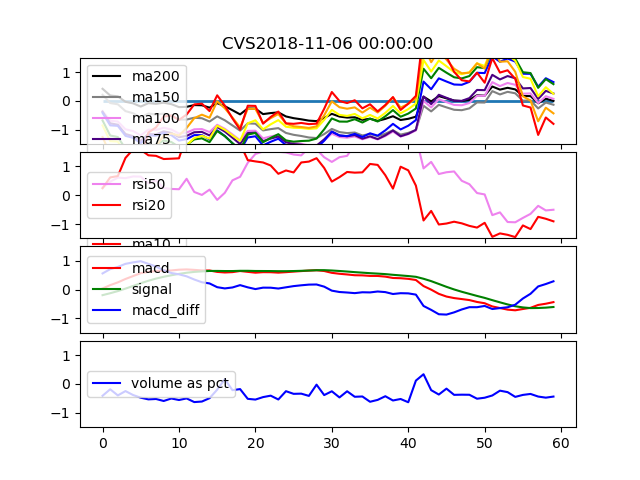 CVS2018-11-06 00:00:00
1
0
−1
ma200
ma150
ma100
ma75
1
0
−1
rsi50
rsi20
ma10
1
0
−1
macd
signal
macd_diff
1
0
−1
volume as pct
0
10
20
30
40
50
60